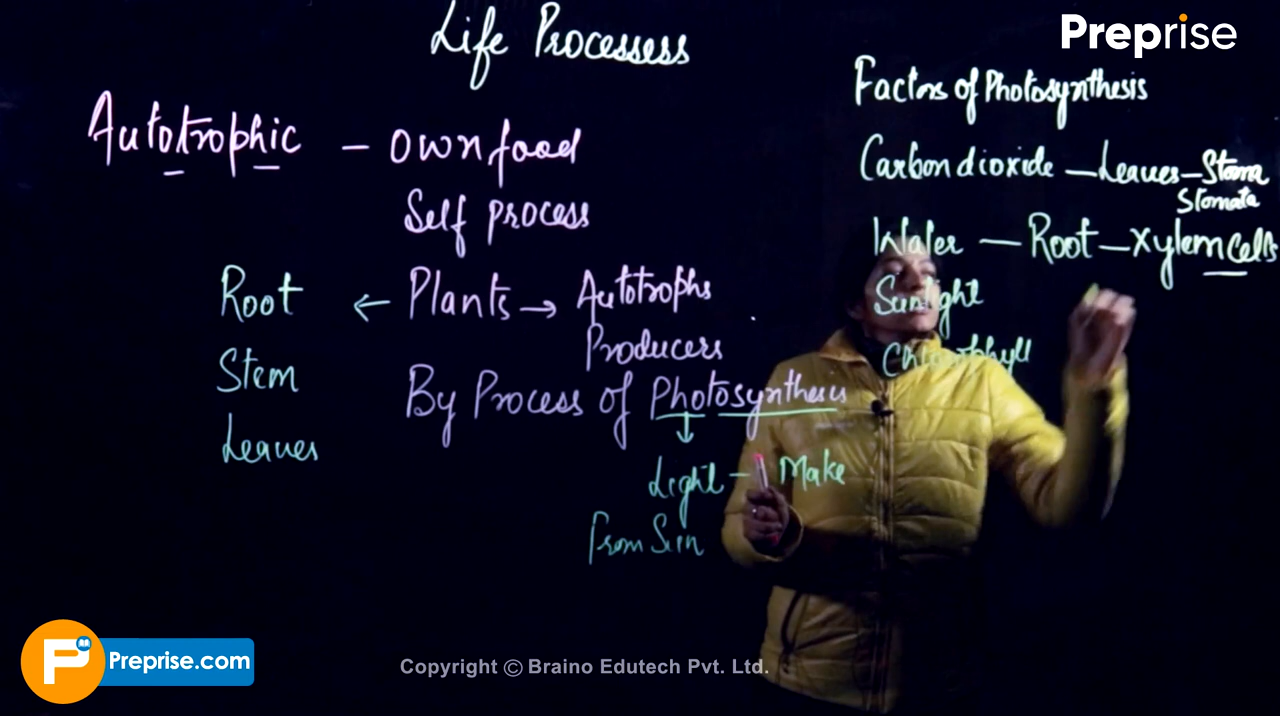 Life Processess
Preprise
Autotrophic – Own food
Self process
Root ← Plants → Autotrophs
Producers
Stem
By Process of Photosynthesis
Leaves
↓
Light – Make
From Sun
Factors of Photosynthesis
Carbondioxide – Leaves – Stoma
Stomata
Water – Root – Xylem cells
Sunlight
Chlorophyll
Preprise.com
Copyright © Braino Edutech Pvt. Ltd.